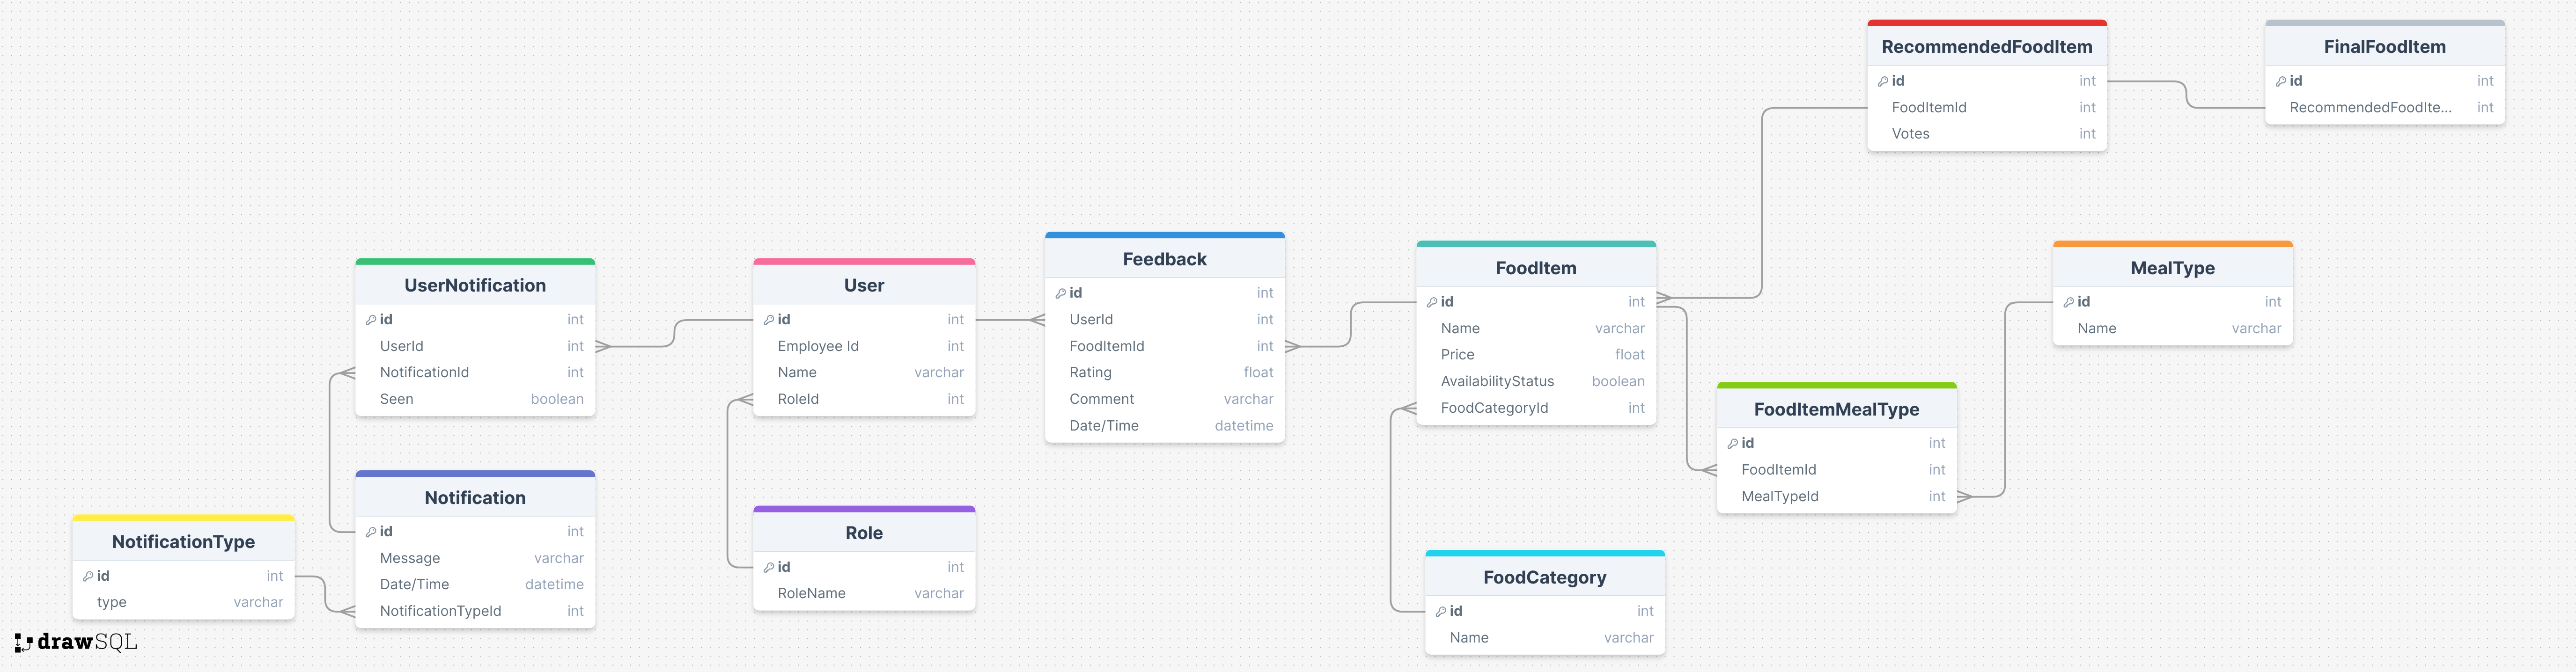 RecommendedFoodItem
id int
FoodItemId int
Votes int
FinalFoodItem
id int
RecommendedFoodIte... int
UserNotification
id int
UserId int
NotificationId int
Seen boolean
User
id int
Employee Id int
Name varchar
RoleId int
Feedback
id int
UserId int
FoodItemId int
Rating float
Comment varchar
Date/Time datetime
FoodItem
id int
Name varchar
Price float
AvailabilityStatus boolean
FoodCategoryId int
MealType
id int
Name varchar
FoodItemMealType
id int
FoodItemId int
MealTypeId int
NotificationType
id int
type varchar
Notification
id int
Message varchar
Date/Time datetime
NotificationTypeId int
Role
id int
RoleName varchar
FoodCategory
id int
Name varchar
drawSQL